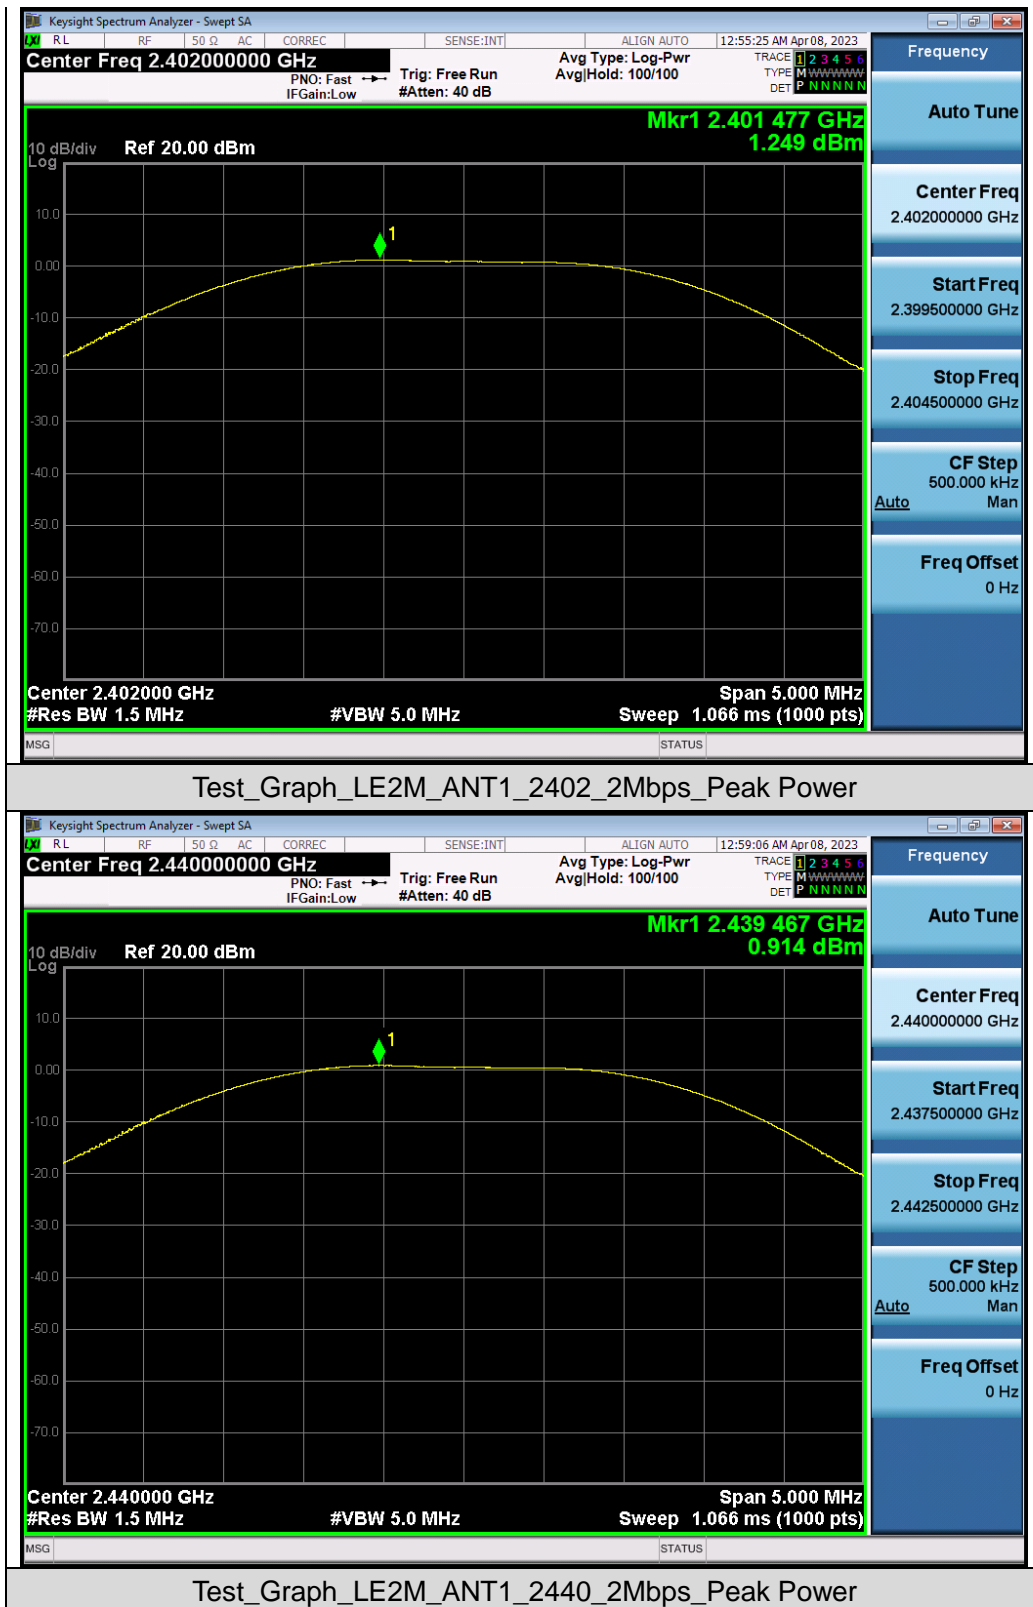 Keysight Spectrum Analyzer - Swept SA
LXI RL RF 50 Ω AC CORREC SENSE:INT ALIGN AUTO 12:55:25 AM Apr 08, 2023
Center Freq 2.402000000 GHz
PNO: Fast
IFGain:Low
Trig: Free Run
#Atten: 40 dB
Avg Type: Log-Pwr
Avg|Hold: 100/100
TRACE 1 2 3 4 5 6
TYPE M WWWWW
DET P N N N N N
Mkr1 2.401 477 GHz
1.249 dBm
10 dB/div Ref 20.00 dBm
Log
10.0
1
0.00
-10.0
-20.0
-30.0
-40.0
-50.0
-60.0
-70.0
Center 2.402000 GHz Span 5.000 MHz
#Res BW 1.5 MHz #VBW 5.0 MHz Sweep 1.066 ms (1000 pts)
MSG STATUS
Frequency
Auto Tune
Center Freq
2.402000000 GHz
Start Freq
2.399500000 GHz
Stop Freq
2.404500000 GHz
CF Step
500.000 kHz
Auto Man
Freq Offset
0 Hz
Test_Graph_LE2M_ANT1_2402_2Mbps_Peak Power
Keysight Spectrum Analyzer - Swept SA
LXI RL RF 50 Ω AC CORREC SENSE:INT ALIGN AUTO 12:59:06 AM Apr 08, 2023
Center Freq 2.440000000 GHz
PNO: Fast
IFGain:Low
Trig: Free Run
#Atten: 40 dB
Avg Type: Log-Pwr
Avg|Hold: 100/100
TRACE 1 2 3 4 5 6
TYPE M WWWWW
DET P N N N N N
Mkr1 2.439 467 GHz
0.914 dBm
10 dB/div Ref 20.00 dBm
Log
10.0
1
0.00
-10.0
-20.0
-30.0
-40.0
-50.0
-60.0
-70.0
Center 2.440000 GHz Span 5.000 MHz
#Res BW 1.5 MHz #VBW 5.0 MHz Sweep 1.066 ms (1000 pts)
MSG STATUS
Frequency
Auto Tune
Center Freq
2.440000000 GHz
Start Freq
2.437500000 GHz
Stop Freq
2.442500000 GHz
CF Step
500.000 kHz
Auto Man
Freq Offset
0 Hz
Test_Graph_LE2M_ANT1_2440_2Mbps_Peak Power